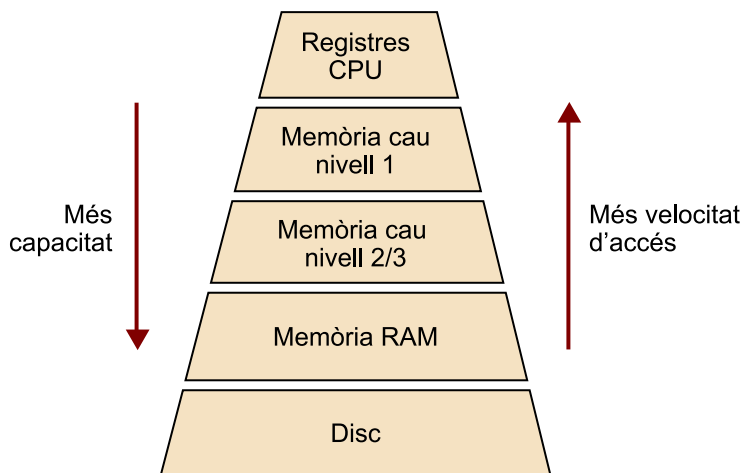 Registres
CPU
Memòria cau
nivell 1
Més
capacitat
Més velocitat
d'accés
Memòria cau
nivell 2/3
Memòria RAM
Disc